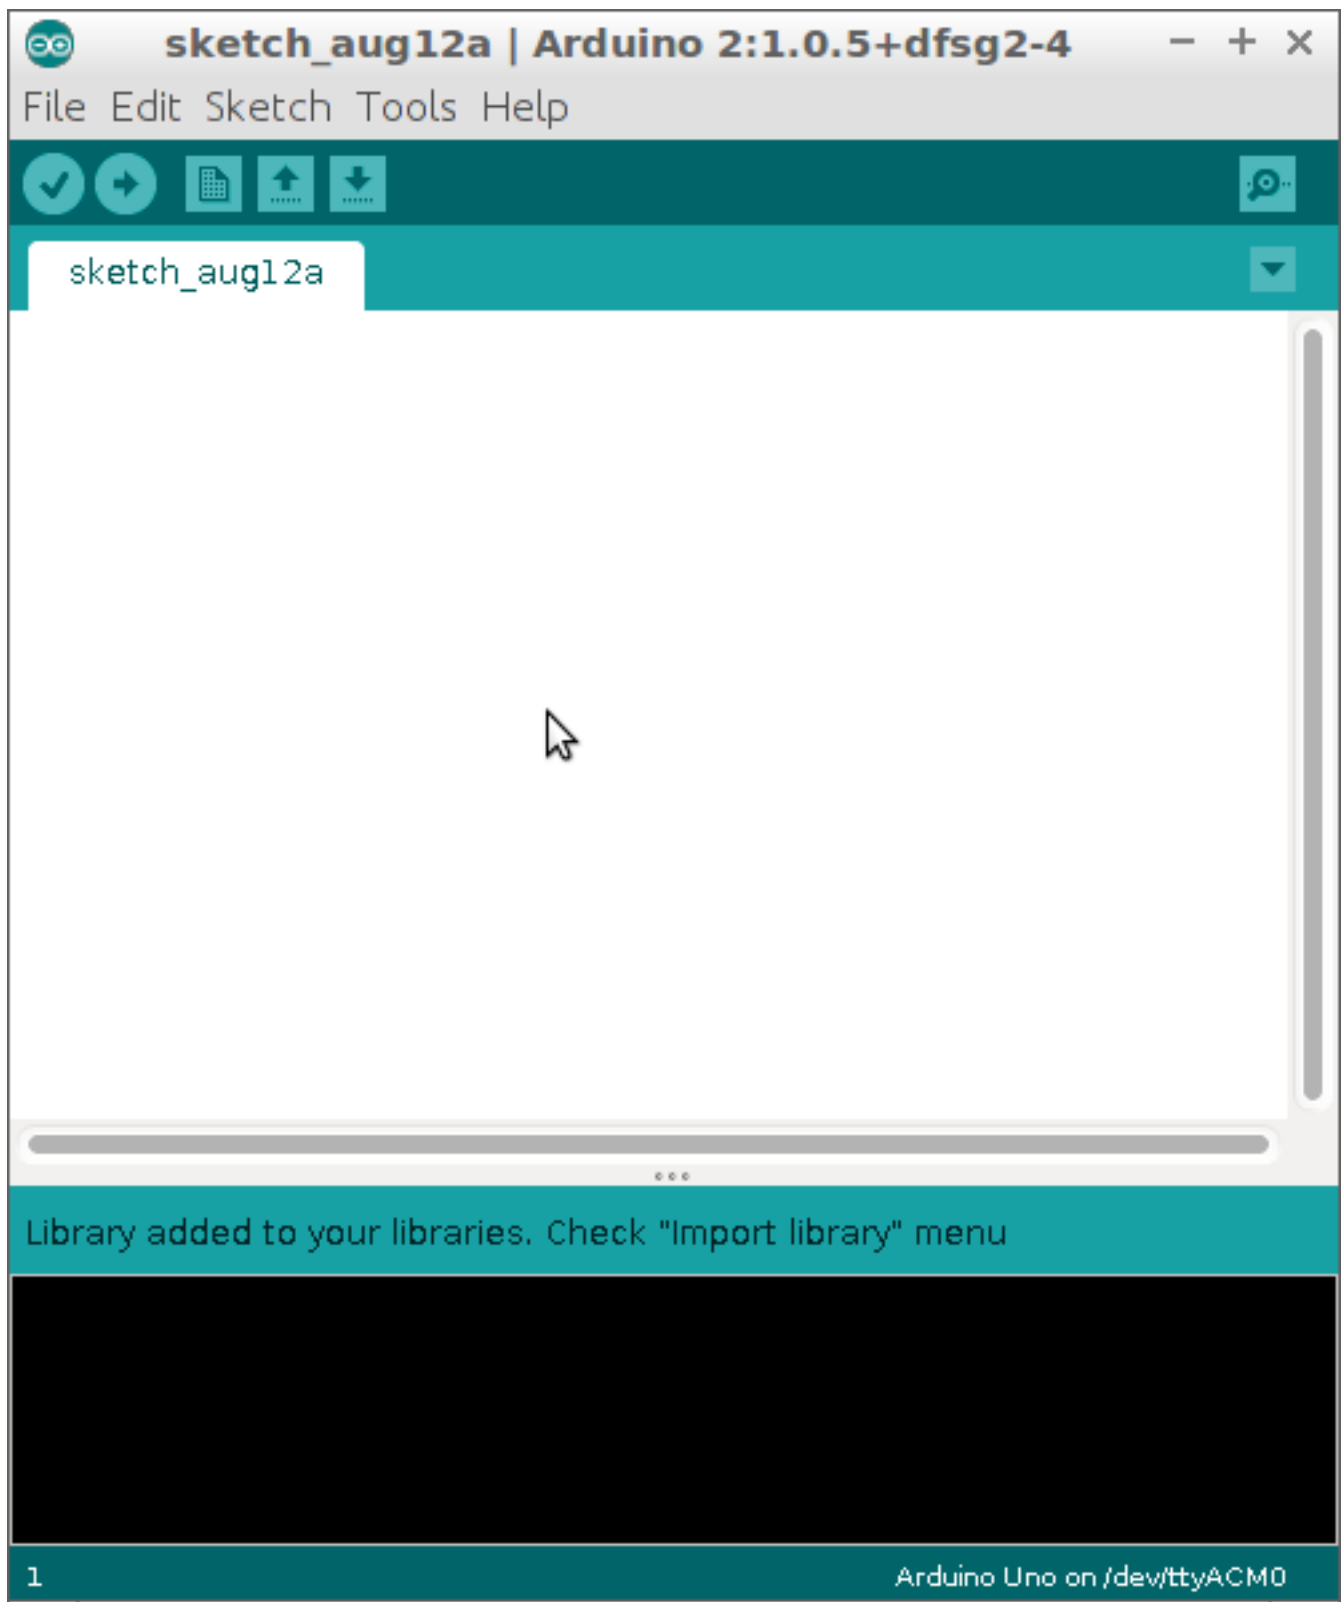 sketch_aug12a | Arduino 2:1.0.5+dfsg2-4
File Edit Sketch Tools Help
sketch_aug12a
Library added to your libraries. Check "Import library" menu
1 Arduino Uno on /dev/ttyACM0